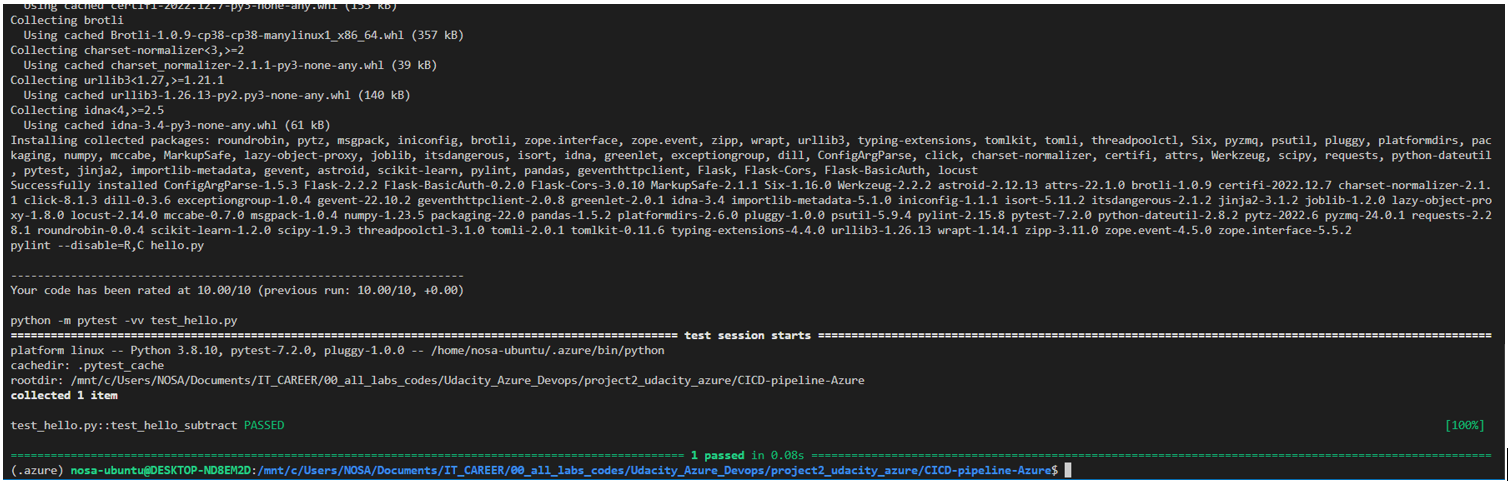 Using cached certifi-2022.12.7-py3-none-any.whl (155 kB)
Collecting brotli
  Using cached Brotli-1.0.9-cp38-cp38-manylinux1_x86_64.whl (357 kB)
Collecting charset-normalizer<3,>=2
  Using cached charset_normalizer-2.1.1-py3-none-any.whl (39 kB)
Collecting urllib3<1.27,>=1.21.1
  Using cached urllib3-1.26.13-py2.py3-none-any.whl (140 kB)
Collecting idna<4,>=2.5
  Using cached idna-3.4-py3-none-any.whl (61 kB)
Installing collected packages: roundrobin, pytz, msgpack, iniconfig, brotli, zope.interface, zope.event, zipp, wrapt, urllib3, typing-extensions, tomlkit, tomli, threadpoolctl, Six, pyzmq, psutil, pluggy, platformdirs, pac
kaging, numpy, mccabe, MarkupSafe, lazy-object-proxy, joblib, itsdangerous, isort, idna, greenlet, exceptiongroup, dill, ConfigArgParse, click, charset-normalizer, certifi, attrs, Werkzeug, scipy, requests, python-dateutil
, pytest, jinja2, importlib-metadata, gevent, astroid, scikit-learn, pylint, pandas, geventhttpclient, Flask, Flask-Cors, Flask-BasicAuth, locust
Successfully installed ConfigArgParse-1.5.3 Flask-2.2.2 Flask-BasicAuth-0.2.0 Flask-Cors-3.0.10 MarkupSafe-2.1.1 Six-1.16.0 Werkzeug-2.2.2 astroid-2.12.13 attrs-22.1.0 brotli-1.0.9 certifi-2022.12.7 charset-normalizer-2.1.
1 click-8.1.3 dill-0.3.6 exceptiongroup-1.0.4 gevent-22.10.2 geventhttpclient-2.0.8 greenlet-2.0.1 idna-3.4 importlib-metadata-5.1.0 iniconfig-1.1.1 isort-5.11.2 itsdangerous-2.1.2 jinja2-3.1.2 joblib-1.2.0 lazy-object-pro
xy-1.8.0 locust-2.14.0 mccabe-0.7.0 msgpack-1.0.4 numpy-1.23.5 packaging-22.0 pandas-1.5.2 platformdirs-2.6.0 pluggy-1.0.0 psutil-5.9.4 pylint-2.15.8 pytest-7.2.0 python-dateutil-2.8.2 pytz-2022.6 pyzmq-24.0.1 requests-2.2
8.1 roundrobin-0.0.4 scikit-learn-1.2.0 scipy-1.9.3 threadpoolctl-3.1.0 tomli-2.0.1 tomlkit-0.11.6 typing-extensions-4.4.0 urllib3-1.26.13 wrapt-1.14.1 zipp-3.11.0 zope.event-4.5.0 zope.interface-5.5.2
pylint --disable=R,C hello.py
--------------------------------------------------------------------
Your code has been rated at 10.00/10 (previous run: 10.00/10, +0.00)
python -m pytest -vv test_hello.py
=============== test session starts ===============
platform linux -- Python 3.8.10, pytest-7.2.0, pluggy-1.0.0 -- /home/nosa-ubuntu/.azure/bin/python
cachedir: .pytest_cache
rootdir: /mnt/c/Users/NOSA/Documents/IT_CAREER/00_all_labs_codes/Udacity_Azure_Devops/project2_udacity_azure/CICD-pipeline-Azure
collected 1 item
test_hello.py::test_hello_subtract PASSED [100%]
=============== 1 passed in 0.08s ===============
(.azure) nosa-ubuntu@DESKTOP-ND8EM2D:/mnt/c/Users/NOSA/Documents/IT_CAREER/00_all_labs_codes/Udacity_Azure_Devops/project2_udacity_azure/CICD-pipeline-Azure$